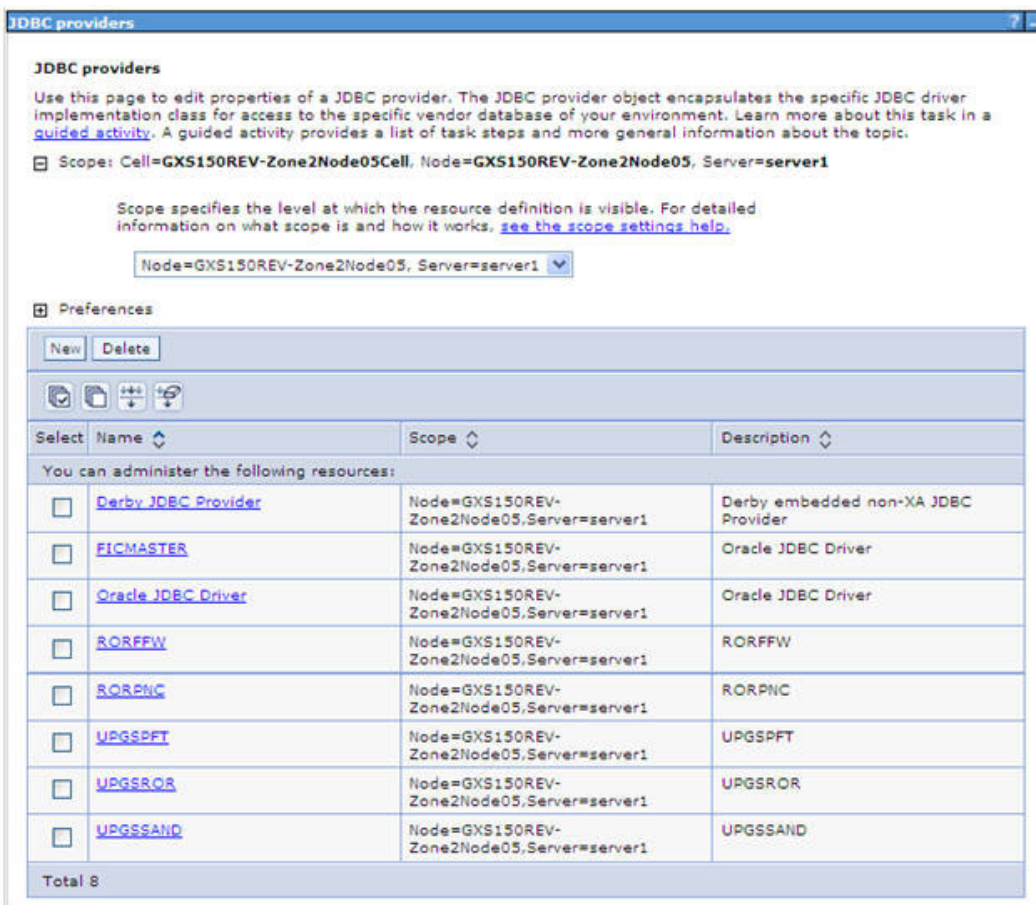 JDBC providers
?
JDBC providers
Use this page to edit properties of a JDBC provider. The JDBC provider object encapsulates the specific JDBC driver
implementation class for access to the specific vendor database of your environment. Learn more about this task in a
guided activity. A guided activity provides a list of task steps and more general information about the topic.
Scope: Cell=GXS150REV-Zone2Node05Cell, Node=GXS150REV-Zone2Node05, Server=server1
Scope specifies the level at which the resource definition is visible. For detailed
information on what scope is and how it works, see the scope settings help.
Node=GXS150REV-Zone2Node05, Server=server1
Preferences
New Delete
Select Name Scope Description
You can administer the following resources:
Derby JDBC Provider Node=GXS150REV- Derby embedded non-XA JDBC
Zone2Node05,Server=server1 Provider
FICMASTER Node=GXS150REV- Oracle JDBC Driver
Zone2Node05,Server=server1
Oracle JDBC Driver Node=GXS150REV- Oracle JDBC Driver
Zone2Node05,Server=server1
RORFFW Node=GXS150REV- RORFFW
Zone2Node05,Server=server1
RORPNC Node=GXS150REV- RORPNC
Zone2Node05,Server=server1
UPGSPFT Node=GXS150REV- UPGSPFT
Zone2Node05,Server=server1
UPGSROR Node=GXS150REV- UPGSROR
Zone2Node05,Server=server1
UPGSSAND Node=GXS150REV- UPGSSAND
Zone2Node05,Server=server1
Total 8